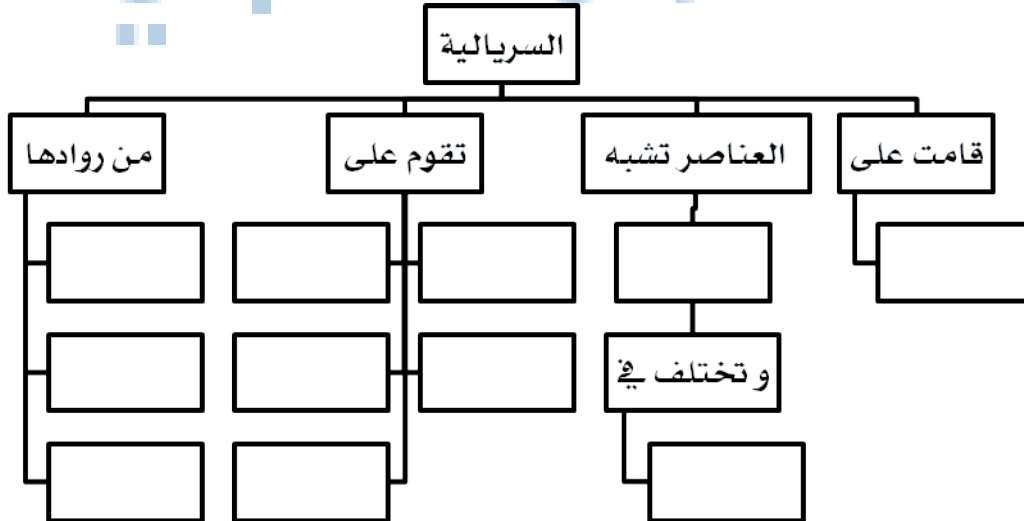 السريالية
قامت على
العناصر تشبه
تقوم على
من روادها
و تختلف في